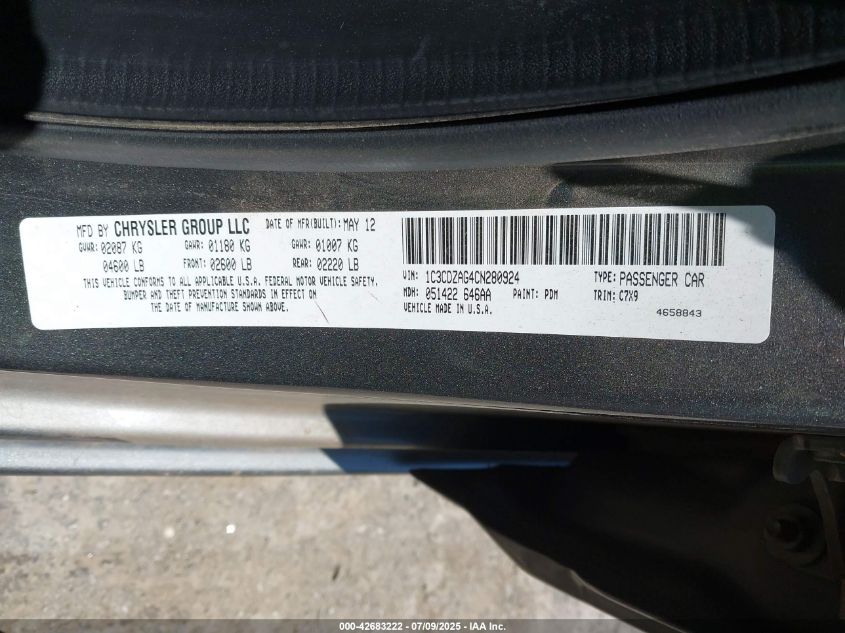 MFD BY CHRYSLER GROUP LLC DATE OF MFR(BUILT): MAY 12
GVWR: 02087 KG GAWR: 01180 KG GAWR: 01007 KG
04600 LB FRONT: 02600 LB REAR: 02220 LB
THIS VEHICLE CONFORMS TO ALL APPLICABLE U.S.A. FEDERAL MOTOR VEHICLE SAFETY,
BUMPER AND THEFT PREVENTION STANDARDS IN EFFECT ON
THE DATE OF MANUFACTURE SHOWN ABOVE.
VIN: 1C3CDZAG4CN280924 TYPE: PASSENGER CAR
MDH: 051422 646AA PAINT: PDM TRIM: C7X9
VEHICLE MADE IN U.S.A. 4658843
000-42683222 - 07/09/2025 - IAA Inc.